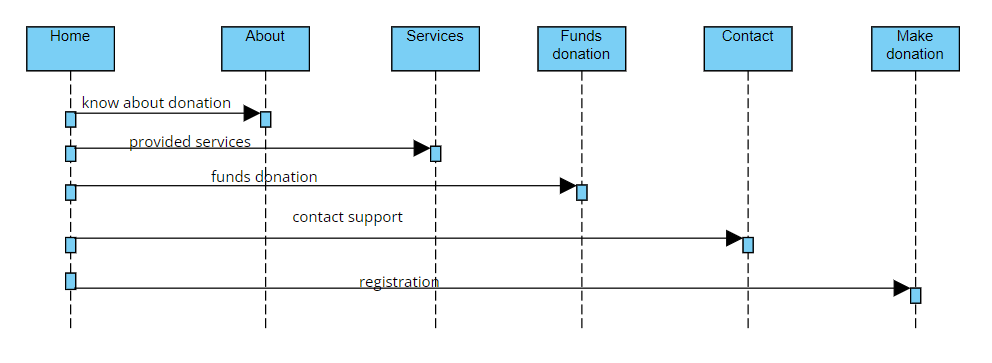 Home
About
Services
Funds
donation
Contact
Make
donation
know about donation
provided services
funds donation
contact support
registration